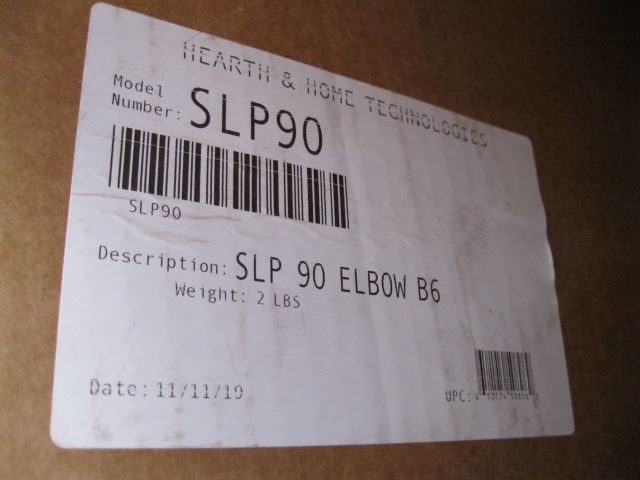 HEARTH & HOME TECHNOLOGIES
Model Number: SLP90
SLP90
Description: SLP 90 ELBOW B6
Weight: 2 LBS
Date: 11/11/19
UPC: